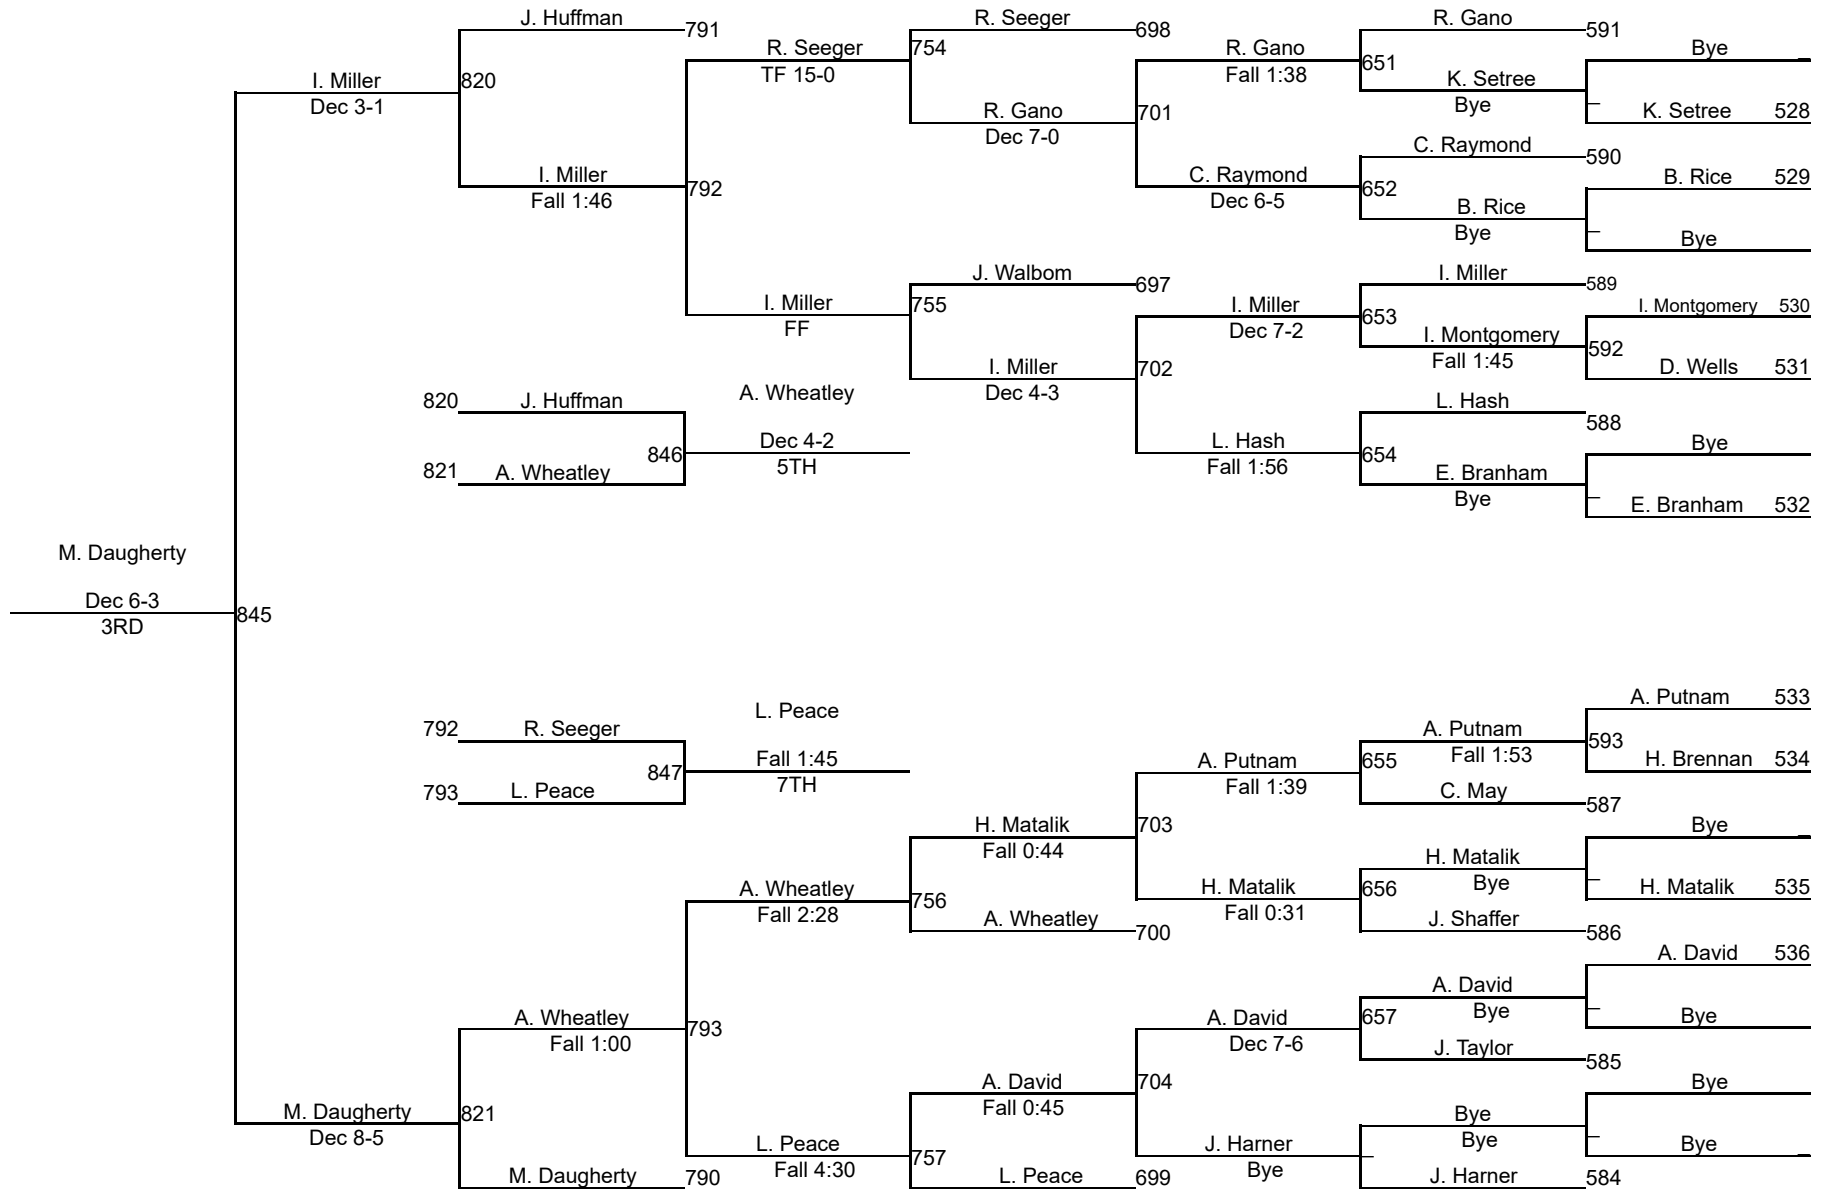 J. Huffman
791
R. Seeger
698
R. Gano
591
I. Miller
Dec 3-1
820
R. Seeger
TF 15-0
754
R. Gano
Fall 1:38
651
K. Setree
Bye
Bye
_
_
K. Setree 528
R. Gano
Dec 7-0
701
C. Raymond
590
I. Miller
Fall 1:46
792
C. Raymond
Dec 6-5
652
B. Rice
Bye
B. Rice 529
_
Bye
J. Walbom
697
I. Miller
589
I. Miller
FF
755
I. Miller
Dec 7-2
653
I. Montgomery
Fall 1:45
I. Montgomery 530
592
D. Wells 531
I. Miller
Dec 4-3
702
820
J. Huffman
A. Wheatley
L. Hash
588
846
Dec 4-2
5TH
821
A. Wheatley
L. Hash
Fall 1:56
654
E. Branham
Bye
Bye
_
E. Branham 532
M. Daugherty
Dec 6-3
3RD
845
792
R. Seeger
L. Peace
847
Fall 1:45
7TH
793
L. Peace
A. Putnam 533
A. Putnam
Fall 1:53
593
H. Brennan 534
A. Putnam
Fall 1:39
655
C. May
587
H. Matalik
Fall 0:44
703
Bye
_
A. Wheatley
Fall 2:28
756
H. Matalik
Fall 0:31
656
H. Matalik
Bye
_
H. Matalik 535
A. Wheatley
700
J. Shaffer
586
A. David 536
A. Wheatley
Fall 1:00
793
A. David
Dec 7-6
657
A. David
Bye
_
Bye
J. Taylor
585
M. Daugherty
Dec 8-5
821
A. David
Fall 0:45
704
Bye
Bye
Bye
_
Bye
_
L. Peace
Fall 4:30
757
J. Harner
Bye
_
M. Daugherty
790
L. Peace
699
J. Harner
584